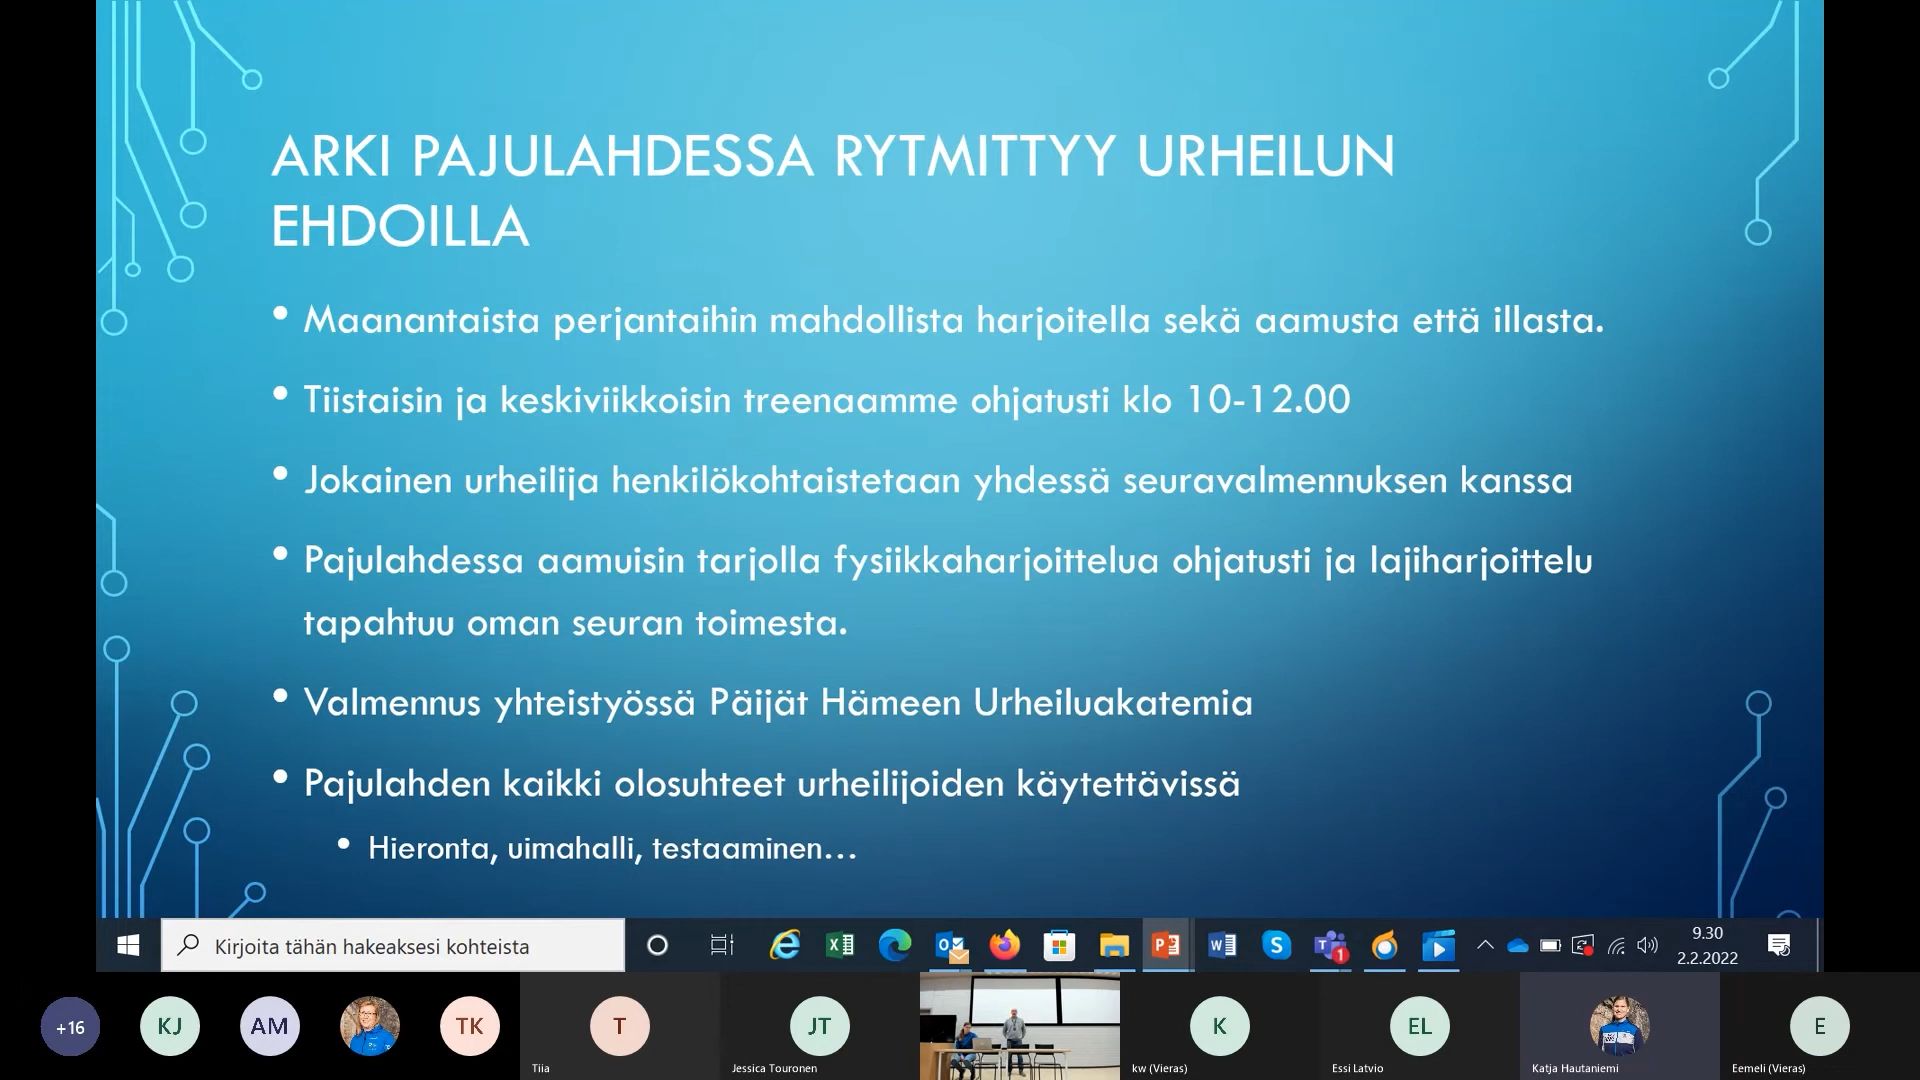 ARKI PAJULAHDESSA RYTMITTYY URHEILUN
EHDOILLA
• Maanantaista perjantaihin mahdollista harjoitella sekä aamusta että illasta.
• Tiistaisin ja keskiviikkoisin treenaamme ohjatusti klo 10-12.00
• Jokainen urheilija henkilökohtaistetaan yhdessä seuravalmennuksen kanssa
• Pajulahdessa aamuisin tarjolla fysiikkaharjoittelua ohjatusti ja lajiharjoittelu
tapahtuu oman seuran toimesta.
• Valmennus yhteistyössä Päijät Hämeen Urheiluakatemia
• Pajulahden kaikki olosuhteet urheilijoiden käytettävissä
• Hieronta, uimahalli, testaaminen...
Kirjoita tähän hakeaksesi kohteista
9.30
2.2.2022
+16
KJ
AM
TK
T
Tiia
JT
Jessica Touronen
K
kw (Vieras)
EL
Essi Latvio
Katja Hautaniemi
E
Eemeli (Vieras)